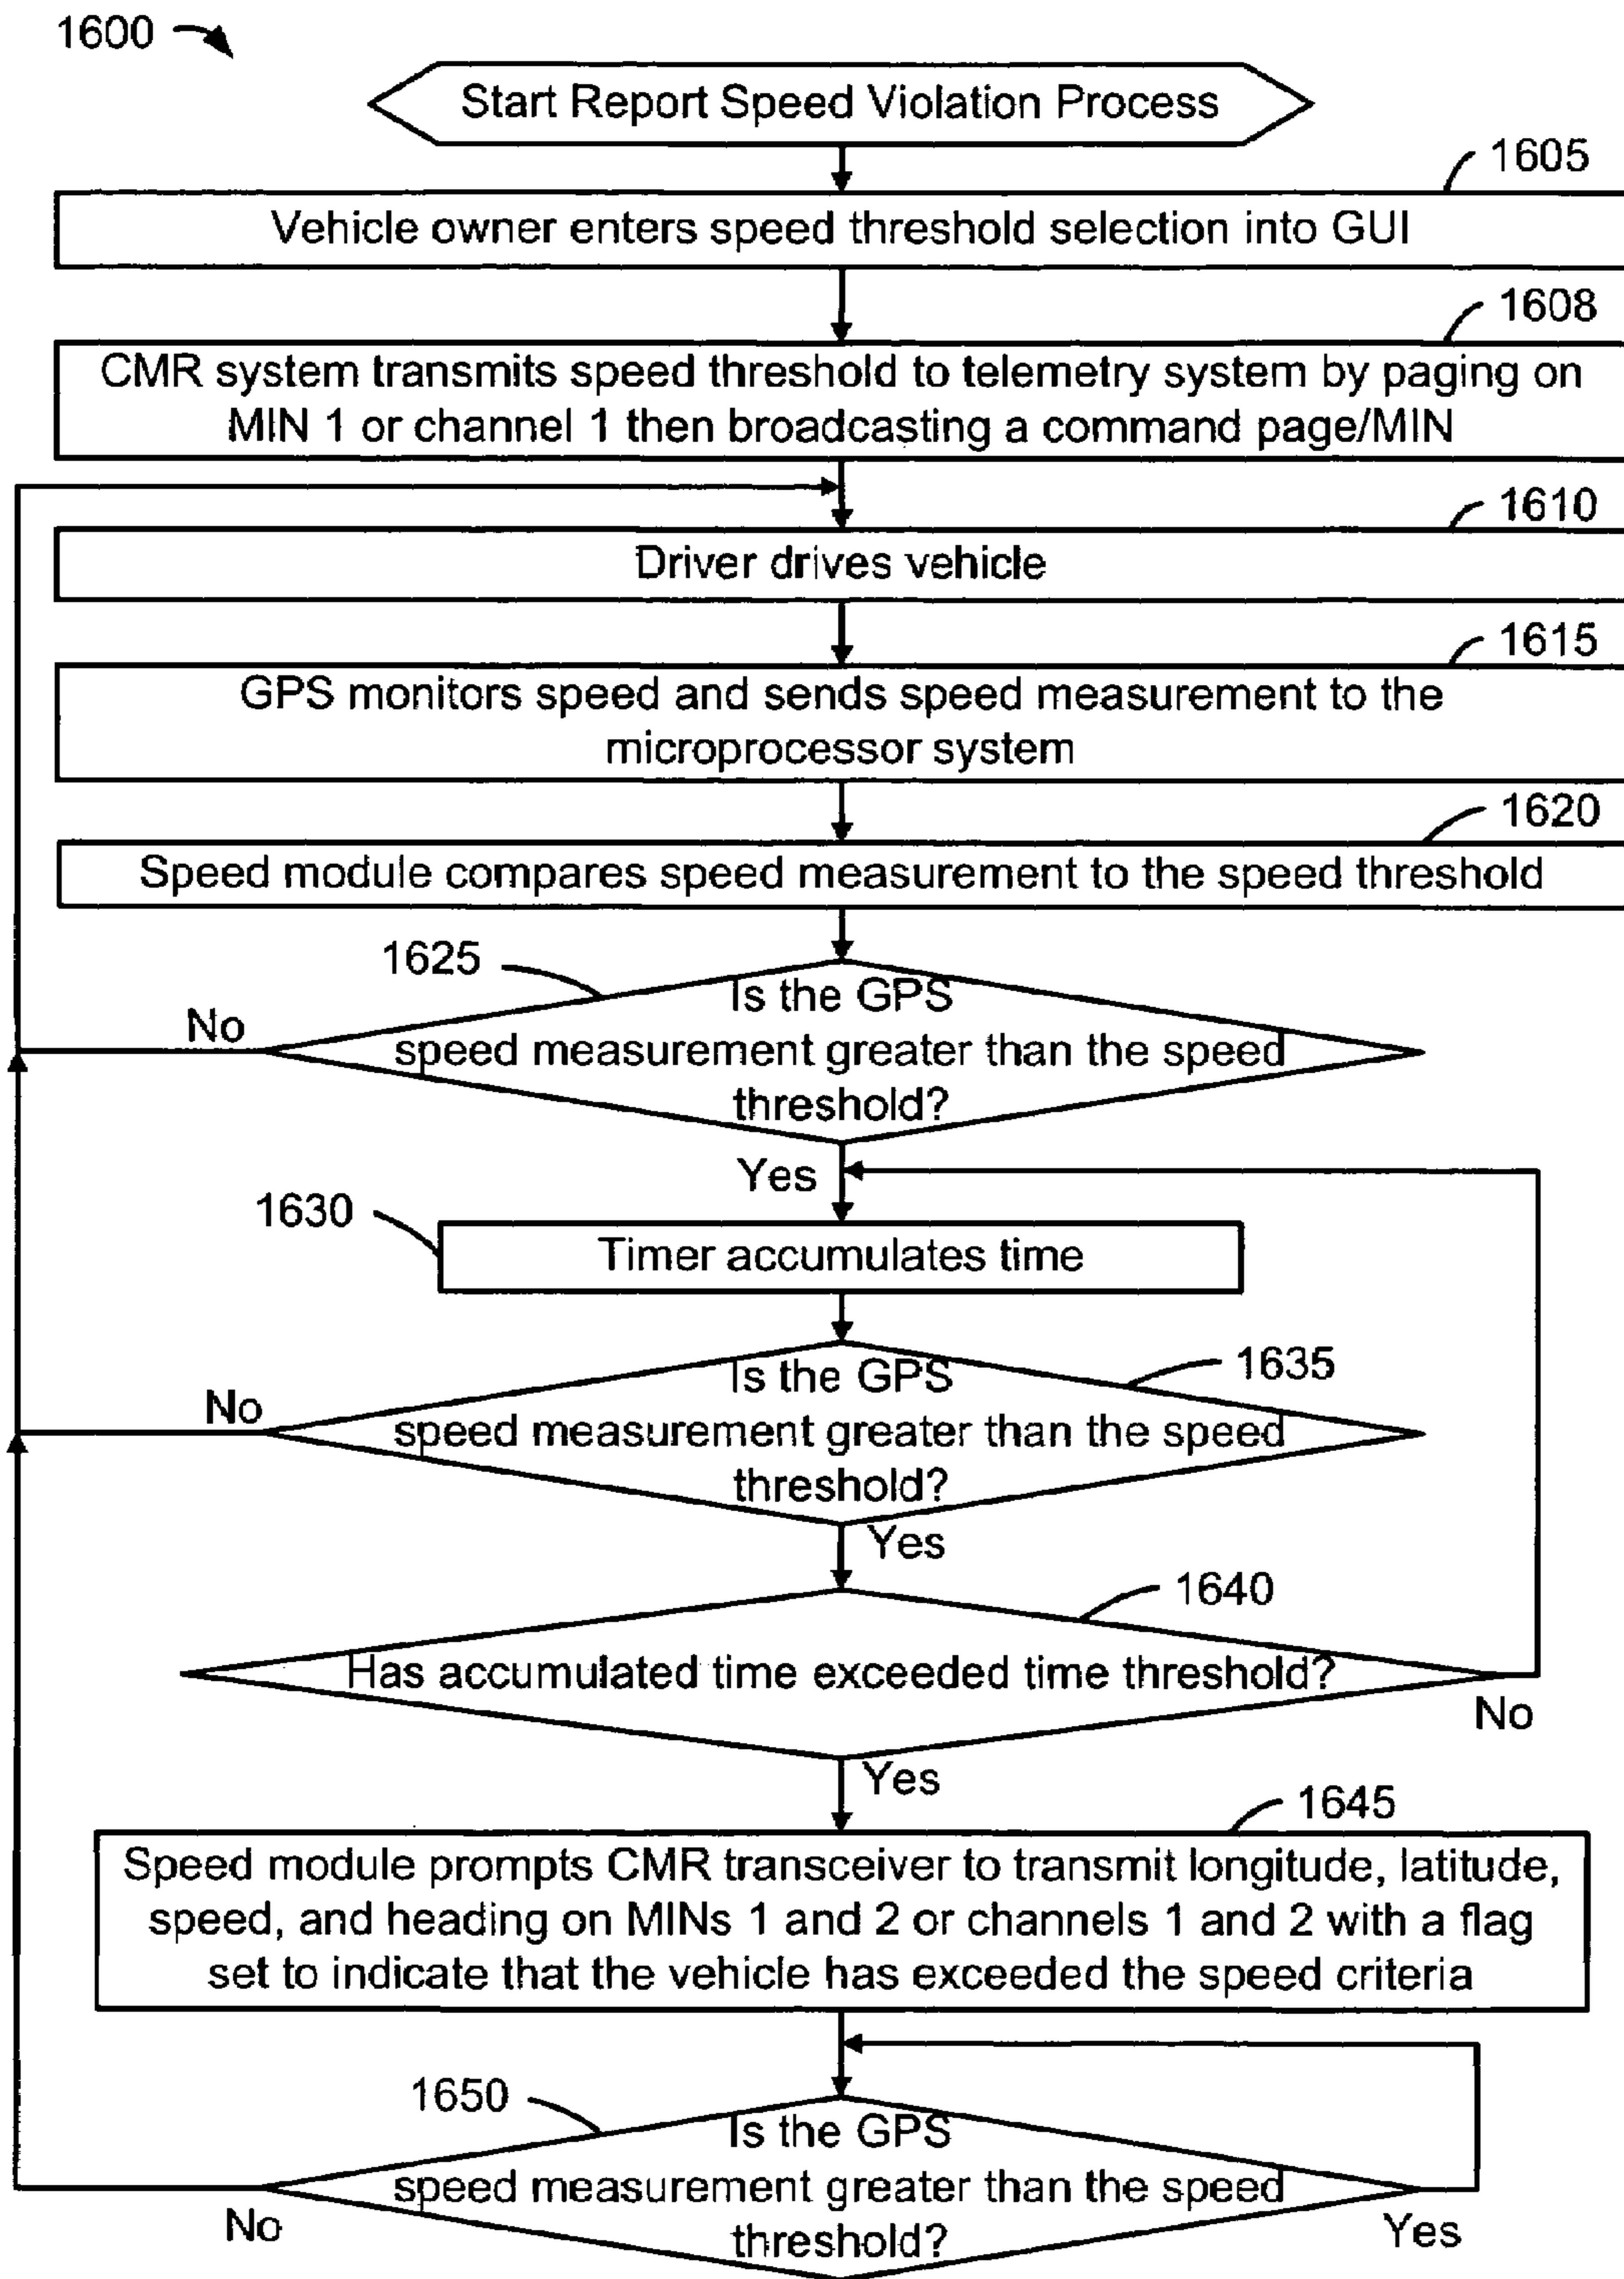 1600
Start Report Speed Violation Process
1605
Vehicle owner enters speed threshold selection into GUI
1608
CMR system transmits speed threshold to telemetry system by paging on
MIN 1 or channel 1 then broadcasting a command page/MIN
1610
Driver drives vehicle
1615
GPS monitors speed and sends speed measurement to the
microprocessor system
1620
Speed module compares speed measurement to the speed threshold
1625
Is the GPS
speed measurement greater than the speed
threshold?
No
Yes
1630
Timer accumulates time
1635
Is the GPS
speed measurement greater than the speed
threshold?
No
Yes
1640
Has accumulated time exceeded time threshold?
No
Yes
1645
Speed module prompts CMR transceiver to transmit longitude, latitude,
speed, and heading on MINs 1 and 2 or channels 1 and 2 with a flag
set to indicate that the vehicle has exceeded the speed criteria
1650
Is the GPS
speed measurement greater than the speed
threshold?
No
Yes